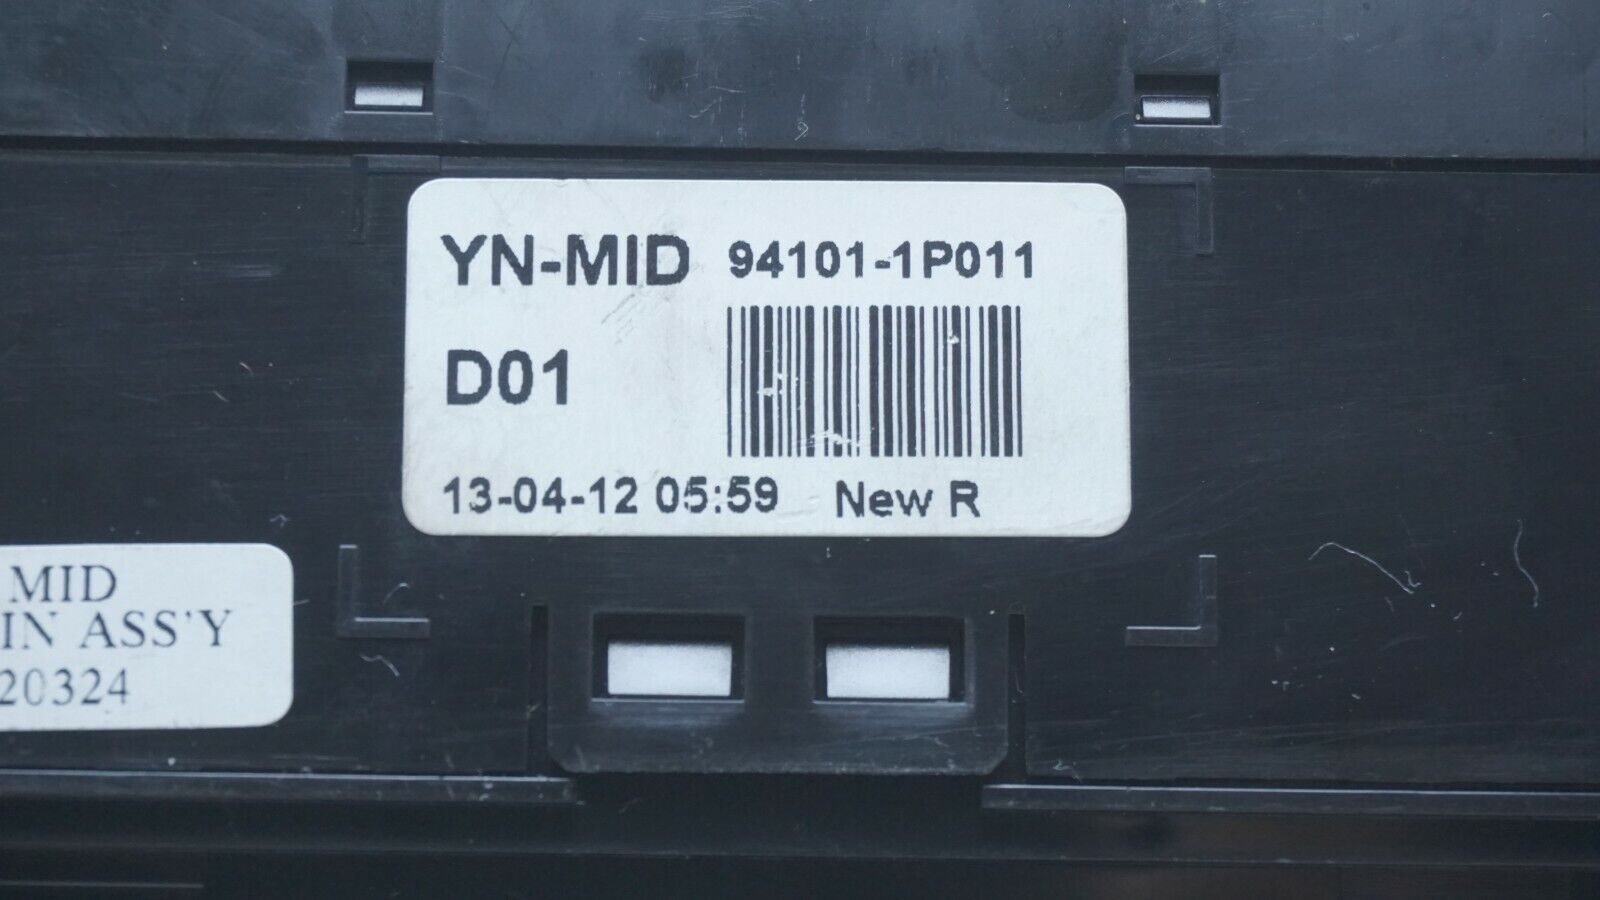 YN-MID 94101-1P011
D01
13-04-12 05:59 New R
MID
IN ASS'Y
20324